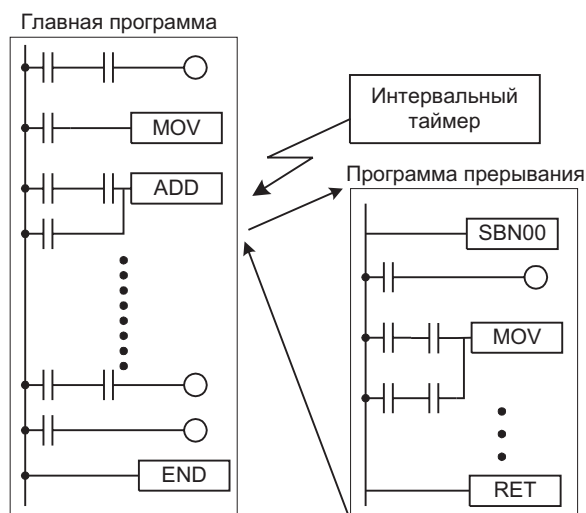 Главная программа
MOV
ADD
END
Интервальный
таймер
Программа прерывания
SBN00
MOV
RET